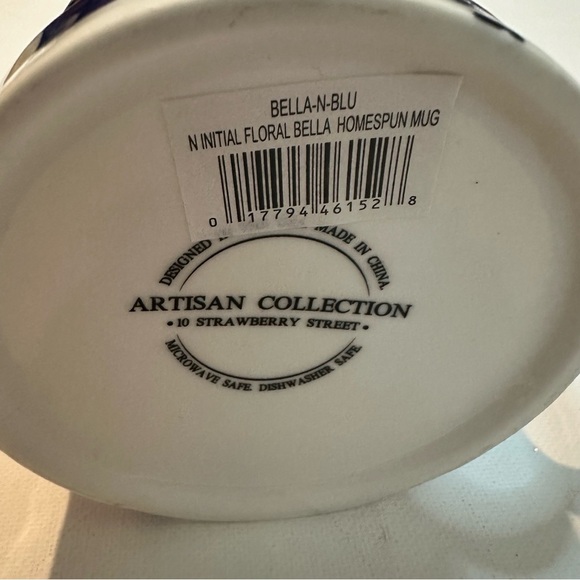 BELLA-N-BLU
N INITIAL FLORAL BELLA HOMESPUN MUG
0 17794 46152 8
DESIGNED MADE IN CHINA.
ARTISAN COLLECTION
• 10 STRAWBERRY STREET •
MICROWAVE SAFE. DISHWASHER SAFE.